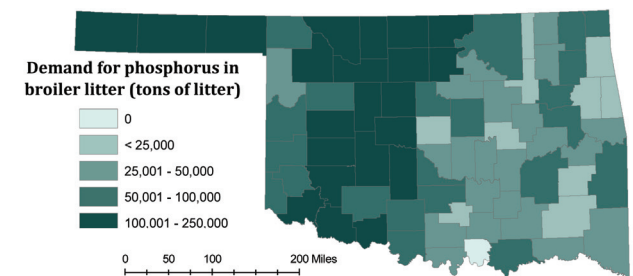 Demand for phosphorus in
broiler litter (tons of litter)
0
< 25,000
25,001 - 50,000
50,001 - 100,000
100.001 - 250.000
0 50 100 200 Miles